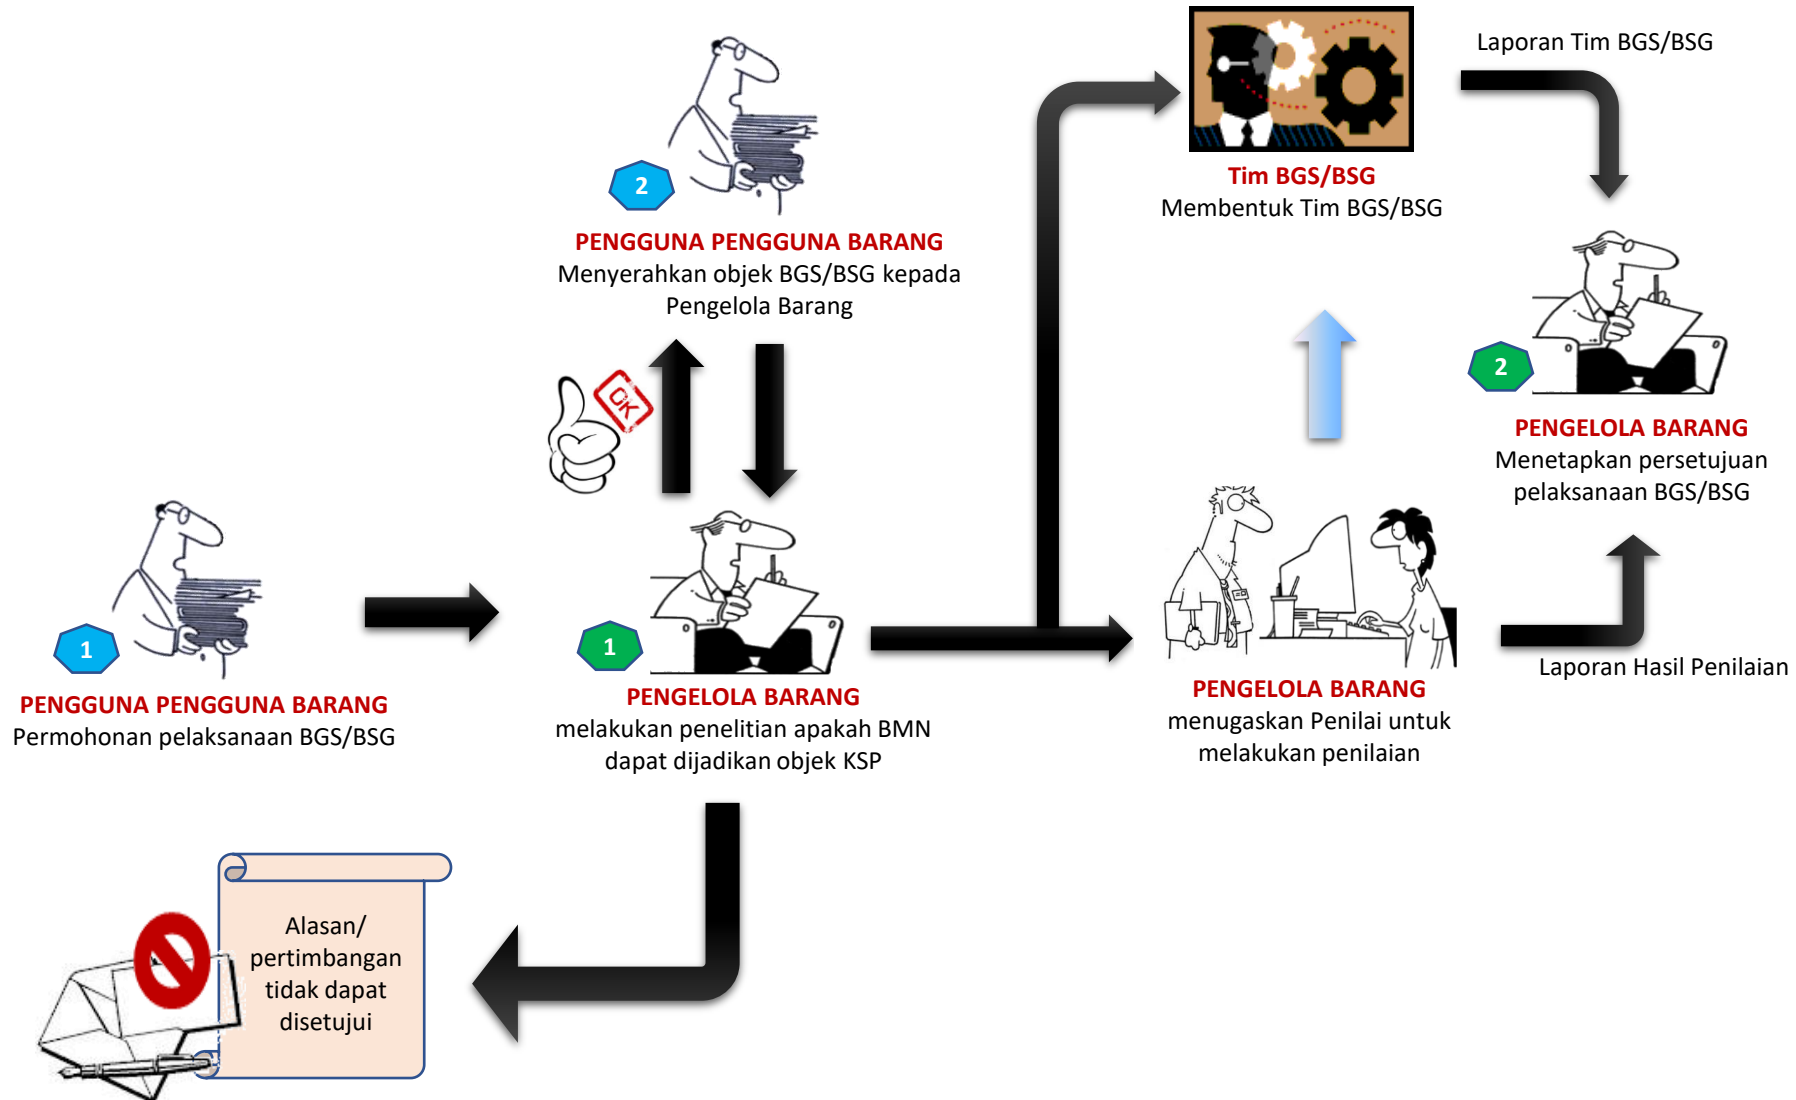 Laporan Tim BGS/BSG
Tim BGS/BSG
Membentuk Tim BGS/BSG
2
PENGGUNA PENGGUNA BARANG
Menyerahkan objek BGS/BSG kepada
Pengelola Barang
OK
2
PENGELOLA BARANG
Menetapkan persetujuan
pelaksanaan BGS/BSG
1
PENGGUNA PENGGUNA BARANG
Permohonan pelaksanaan BGS/BSG
1
PENGELOLA BARANG
melakukan penelitian apakah BMN
dapat dijadikan objek KSP
PENGELOLA BARANG
menugaskan Penilai untuk
melakukan penilaian
Laporan Hasil Penilaian
Alasan/
pertimbangan
tidak dapat
disetujui